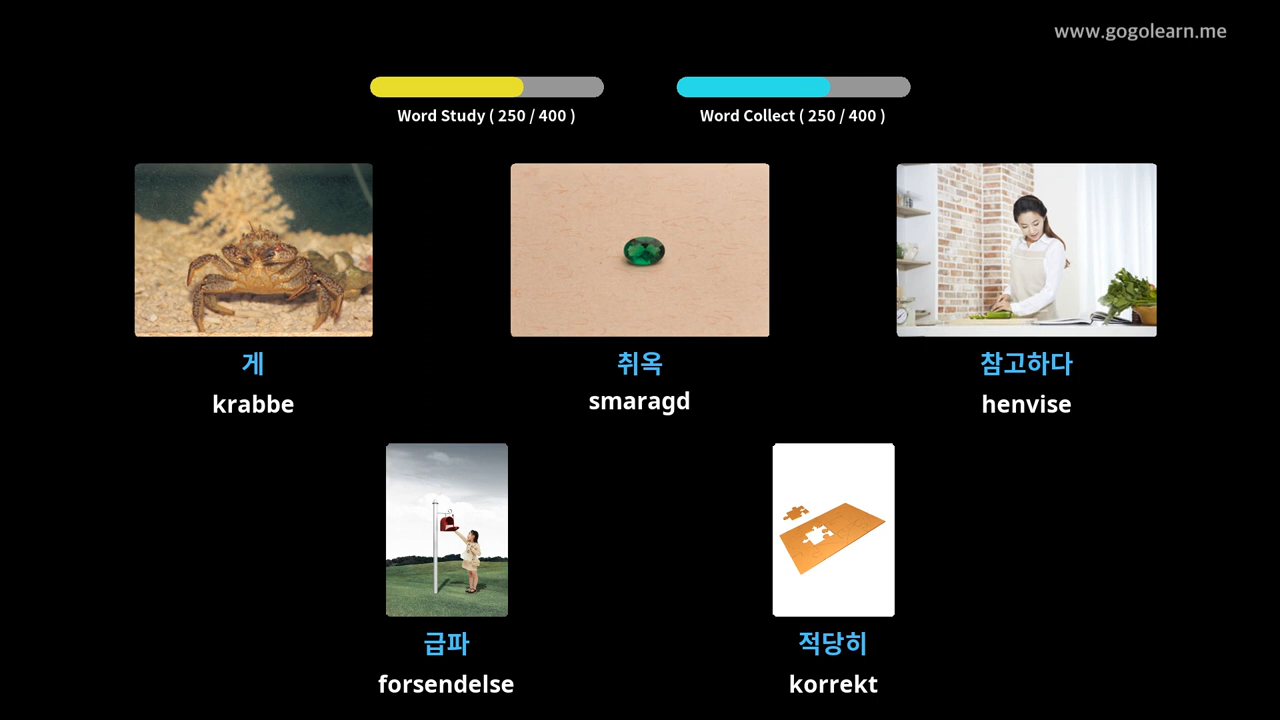 www.gogolearn.me
Word Study ( 250 / 400 )
Word Collect ( 250 / 400 )
게
krabbe
취옥
smaragd
참고하다
henvise
급파
forsendelse
적당히
korrekt